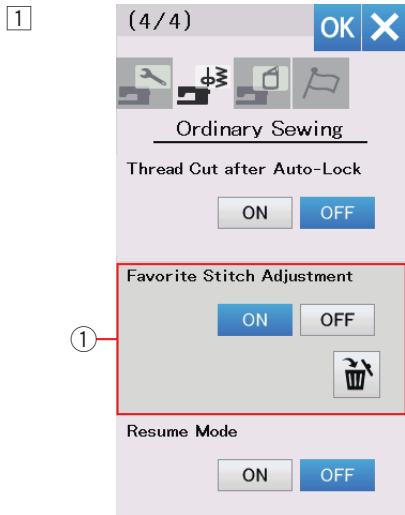 1
(4/4)
OK
Ordinary Sewing
Thread Cut after Auto-Lock
ON OFF
Favorite Stitch Adjustment
ON OFF
①
Resume Mode
ON OFF